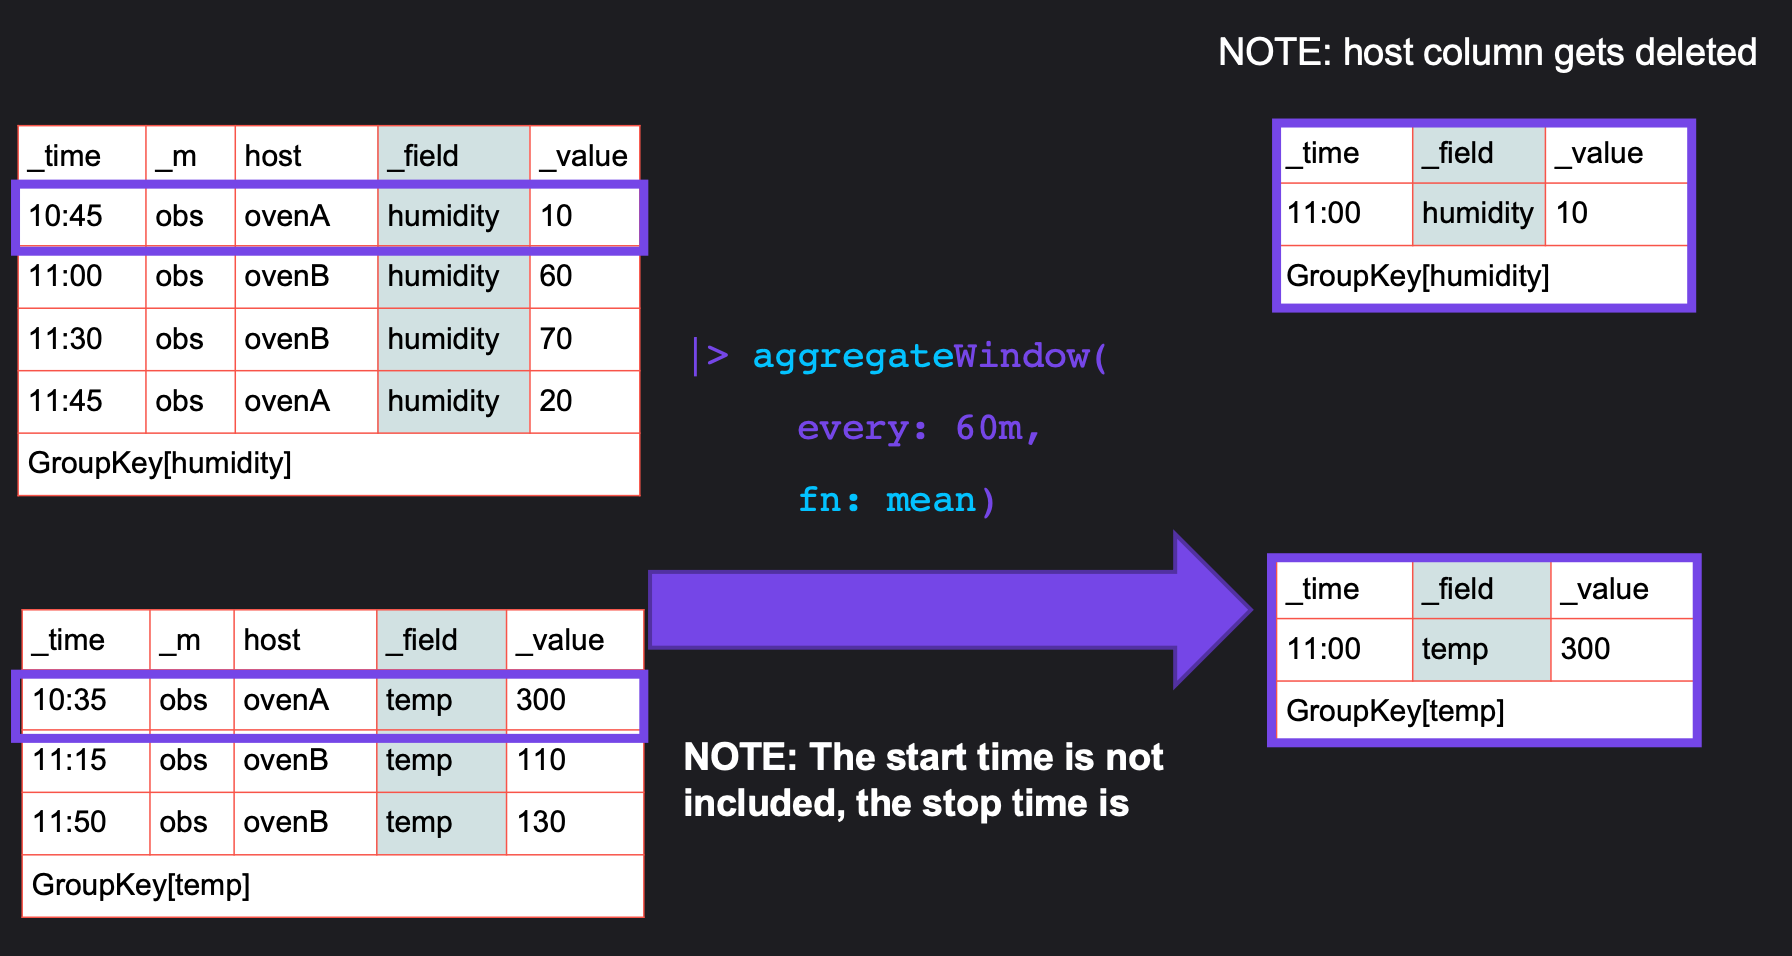 NOTE: host column gets deleted
_time _m host _field _value
10:45 obs ovenA humidity 10
11:00 obs ovenB humidity 60
11:30 obs ovenB humidity 70
11:45 obs ovenA humidity 20
GroupKey[humidity]
_time _m host _field _value
10:35 obs ovenA temp 300
11:15 obs ovenB temp 110
11:50 obs ovenB temp 130
GroupKey[temp]
|> aggregateWindow(
every: 60m,
fn: mean)
NOTE: The start time is not
included, the stop time is
_time _field _value
11:00 humidity 10
GroupKey[humidity]
_time _field _value
11:00 temp 300
GroupKey[temp]